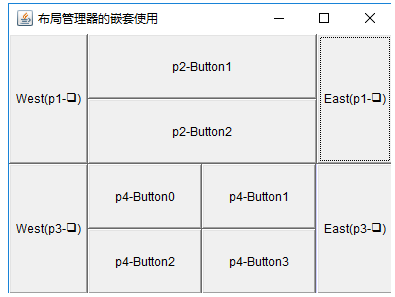 布局管理器的嵌套使用
p2-Button1
West(p1-❑)
East(p1-❑)
p2-Button2
p4-Button0
p4-Button1
West(p3-❑)
East(p3-❑)
p4-Button2
p4-Button3